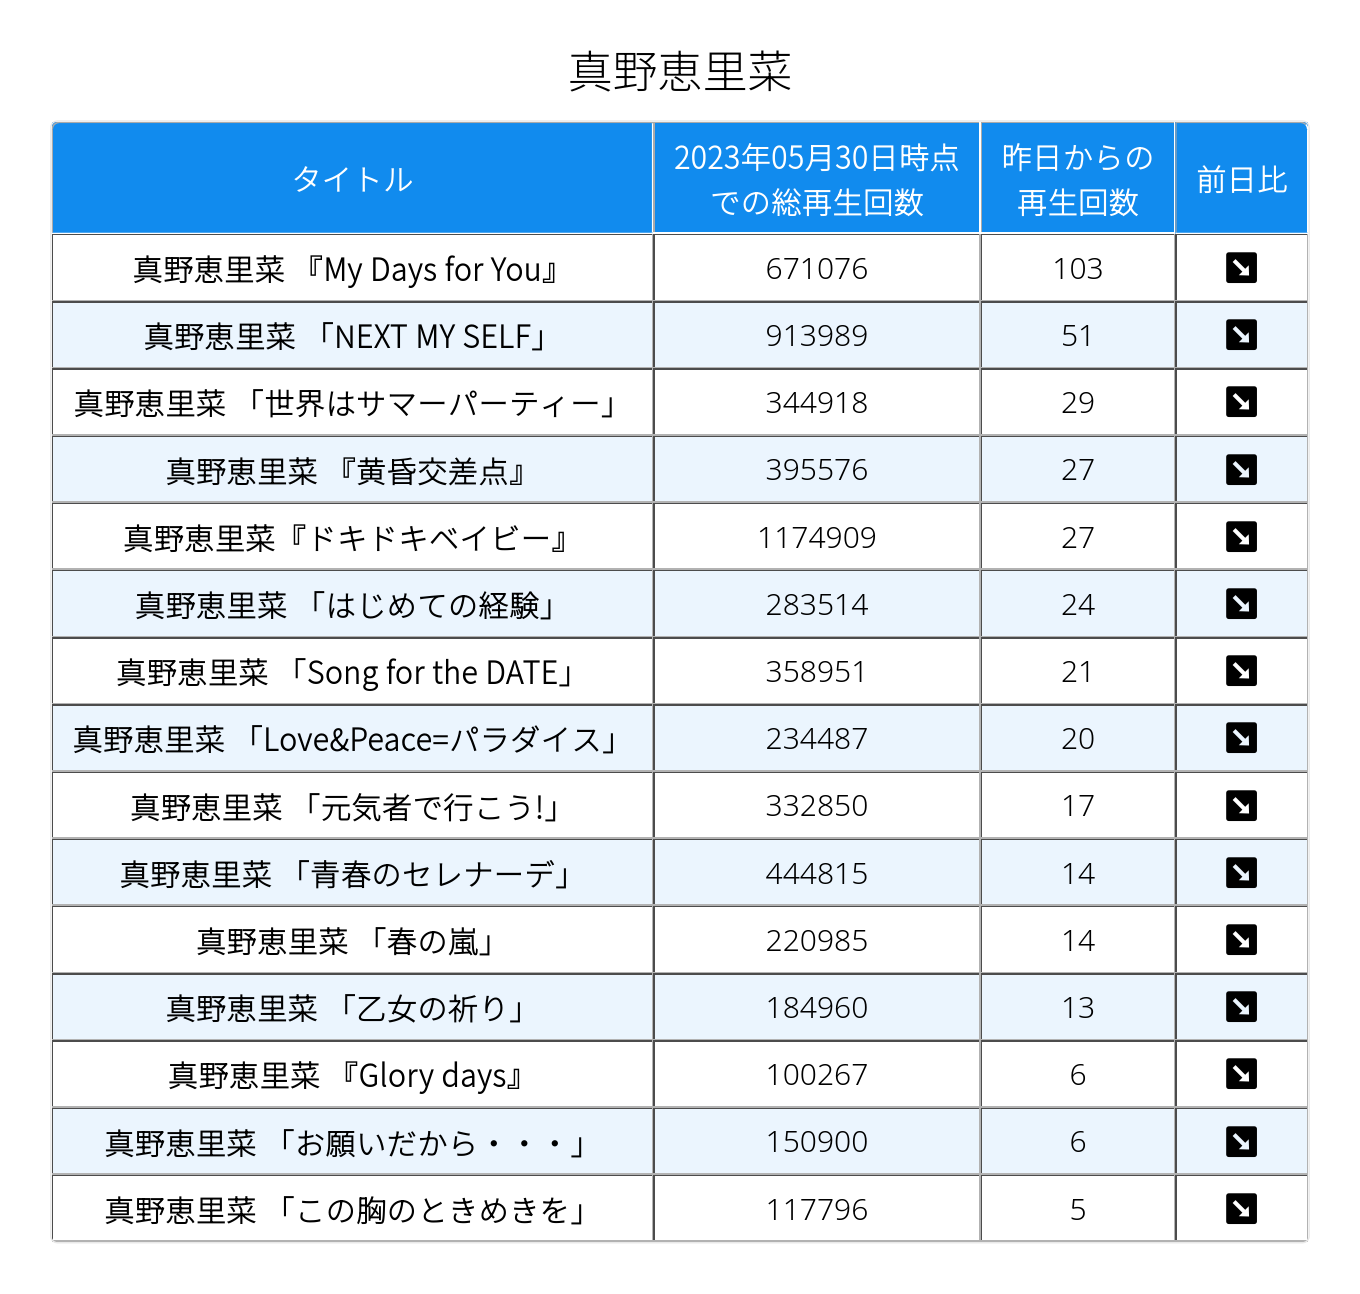 真野恵里菜
タイトル
2023年05月30日時点
での総再生回数
昨日からの
再生回数
前日比
真野恵里菜 『My Days for You』 671076 103
真野恵里菜 「NEXT MY SELF」 913989 51
真野恵里菜 「世界はサマーパーティー」 344918 29
真野恵里菜 『黄昏交差点』 395576 27
真野恵里菜『ドキドキベイビー』 1174909 27
真野恵里菜 「はじめての経験」 283514 24
真野恵里菜 「Song for the DATE」 358951 21
真野恵里菜 「Love&Peace=パラダイス」 234487 20
真野恵里菜 「元気者で行こう!」 332850 17
真野恵里菜 「青春のセレナーデ」 444815 14
真野恵里菜 「春の嵐」 220985 14
真野恵里菜 「乙女の祈り」 184960 13
真野恵里菜 『Glory days』 100267 6
真野恵里菜 「お願いだから・・・」 150900 6
真野恵里菜 「この胸のときめきを」 117796 5